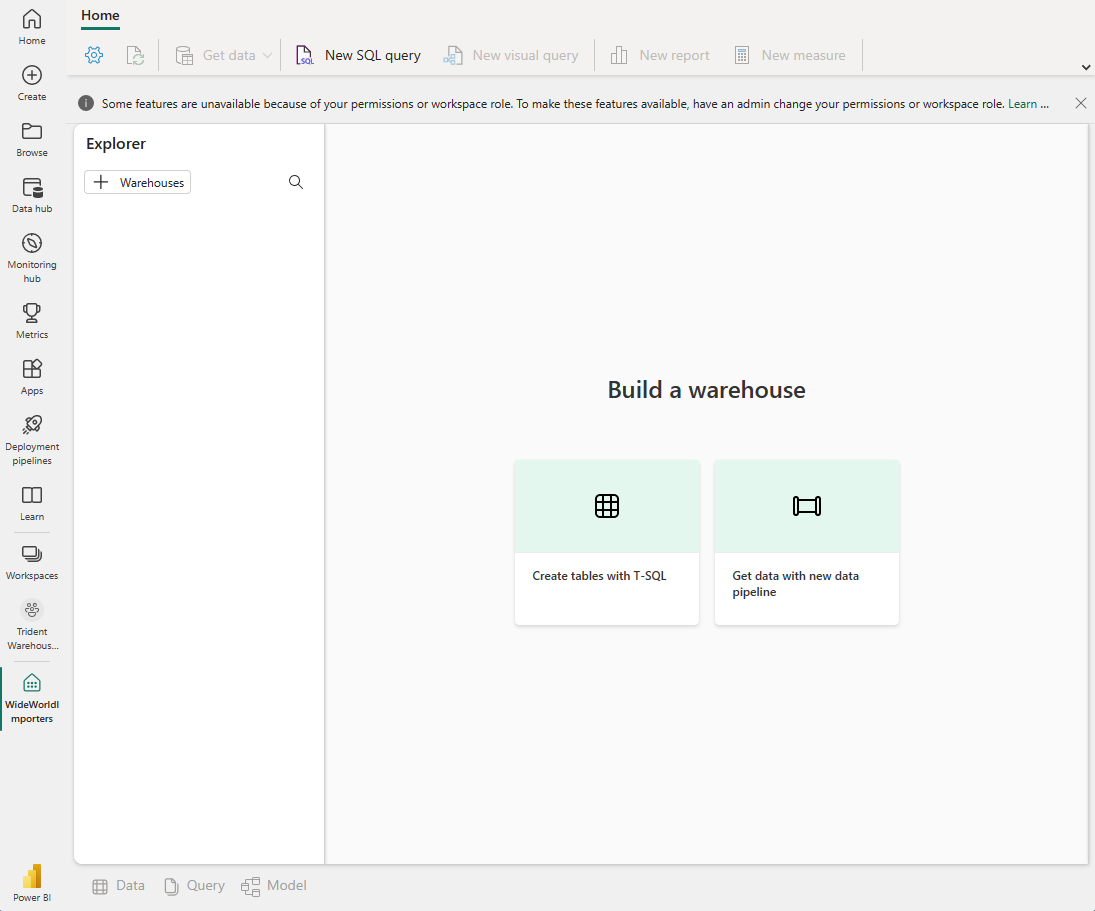 Home
Get data
New SQL query
New visual query
New report
New measure
Some features are unavailable because of your permissions or workspace role. To make these features available, have an admin change your permissions or workspace role. Learn ...
Home
Create
Browse
Data hub
Monitoring
hub
Metrics
Apps
Deployment
pipelines
Learn
Workspaces
Trident
Warehous...
WideWorldI
mporters
Power BI
Explorer
Warehouses
Build a warehouse
Create tables with T-SQL
Get data with new data
pipeline
Data
Query
Model